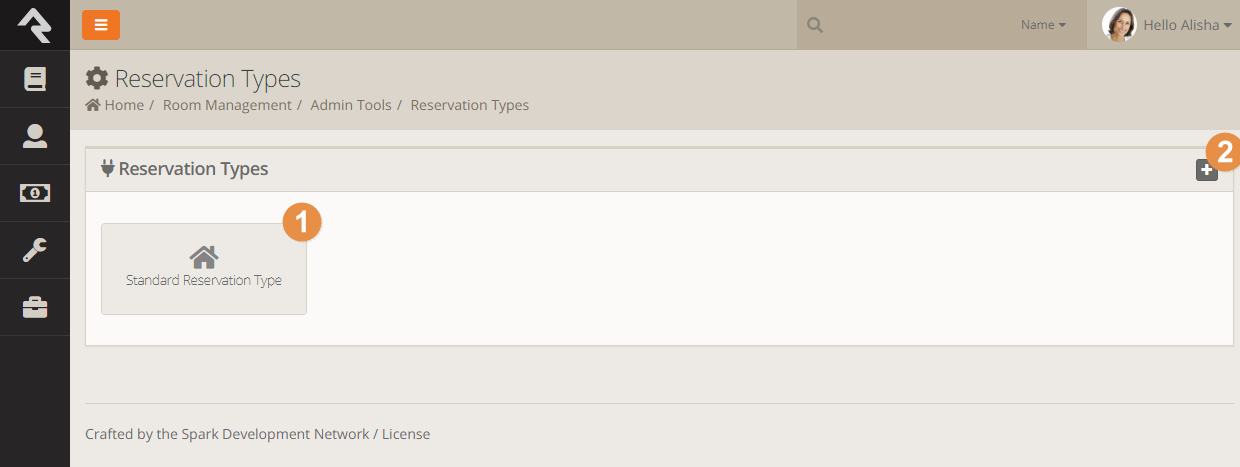 Name
Hello Alisha
Reservation Types
Home / Room Management / Admin Tools / Reservation Types
Reservation Types
2
1
Standard Reservation Type
1
Crafted by the Spark Development Network / License